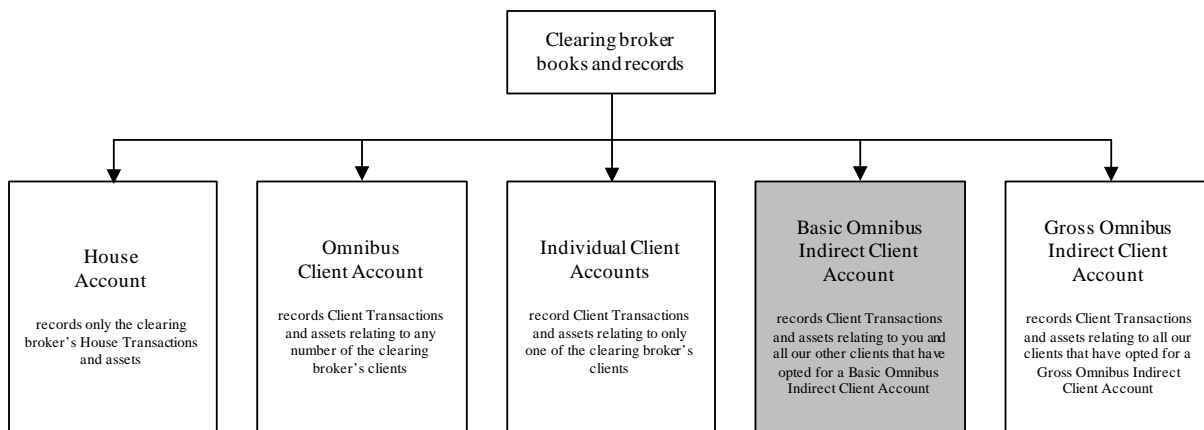 Clearing broker
books and records
House
Account
records only the clearing
broker's House Transactions
and assets
Omnibus
Client Account
records Client Transactions
and assets relating to any
number of the clearing
broker's clients
Individual Client
Accounts
record Client Transactions
and assets relating to only
one of the clearing broker's
clients
Basic Omnibus
Indirect Client
Account
records Client Transactions
and assets relating to you and
all our other clients that have
opted for a Basic Omnibus
Indirect Client Account
Gross Omnibus
Indirect Client
Account
records Client Transactions
and assets relating to all our
clients that have opted for a
Gross Omnibus Indirect
Client Account